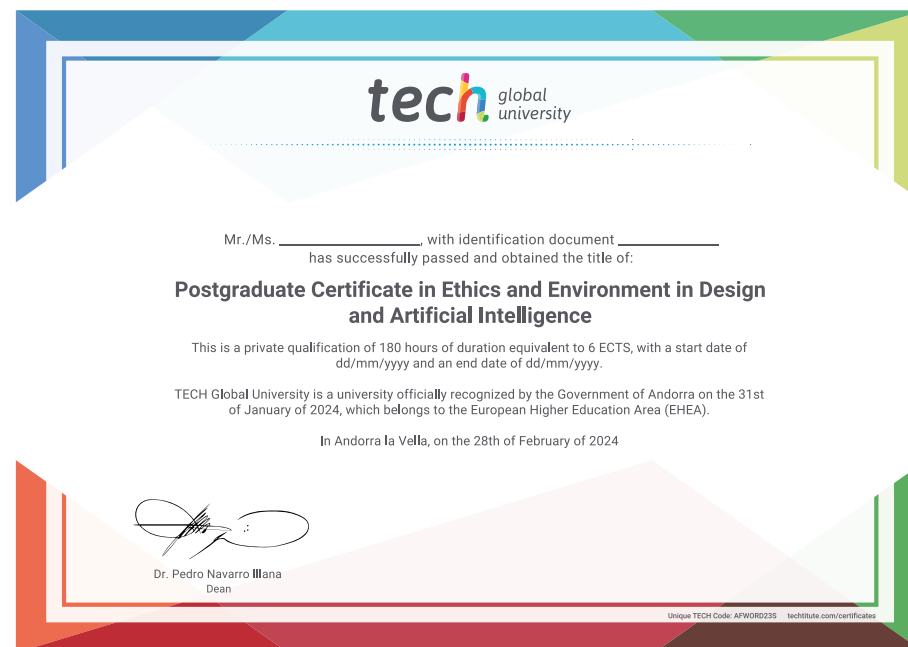 tech global
university
Mr./Ms. ____________________, with identification document ______________
has successfully passed and obtained the title of:
Postgraduate Certificate in Ethics and Environment in Design
and Artificial Intelligence
This is a private qualification of 180 hours of duration equivalent to 6 ECTS, with a start date of
dd/mm/yyyy and an end date of dd/mm/yyyy.
TECH Global University is a university officially recognized by the Government of Andorra on the 31st
of January of 2024, which belongs to the European Higher Education Area (EHEA).
In Andorra la Vella, on the 28th of February of 2024
Dr. Pedro Navarro Illana
Dean
Unique TECH Code: AFWORD23S techtitute.com/certificates